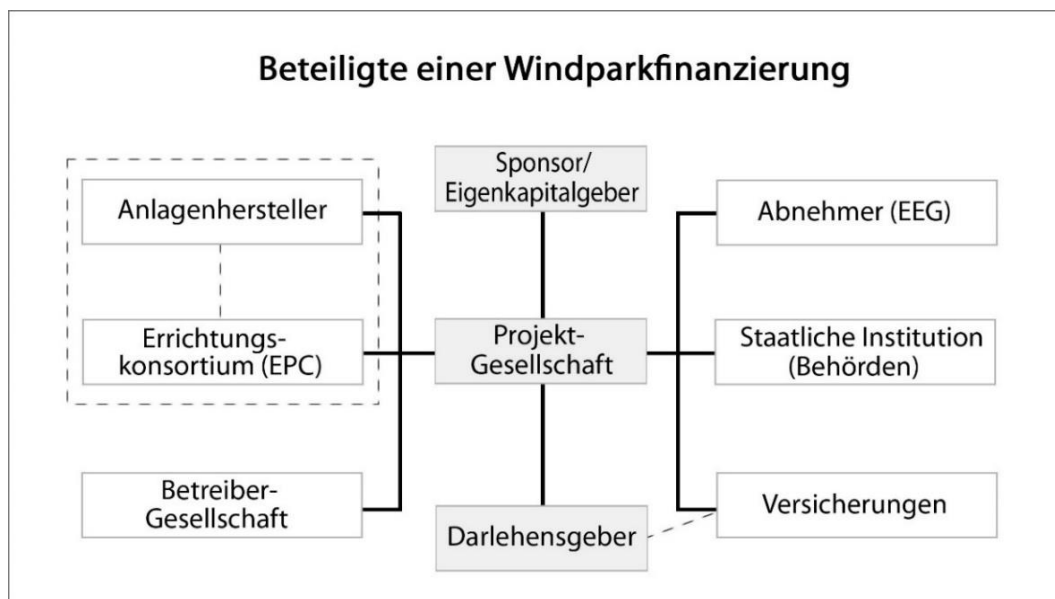 Beteiligte einer Windparkfinanzierung
Anlagenhersteller
Sponsor/
Eigenkapitalgeber
Abnehmer (EEG)
Errichtungs-
konsortium (EPC)
Projekt-
Gesellschaft
Staatliche Institution
(Behörden)
Betreiber-
Gesellschaft
Darlehensgeber
Versicherungen